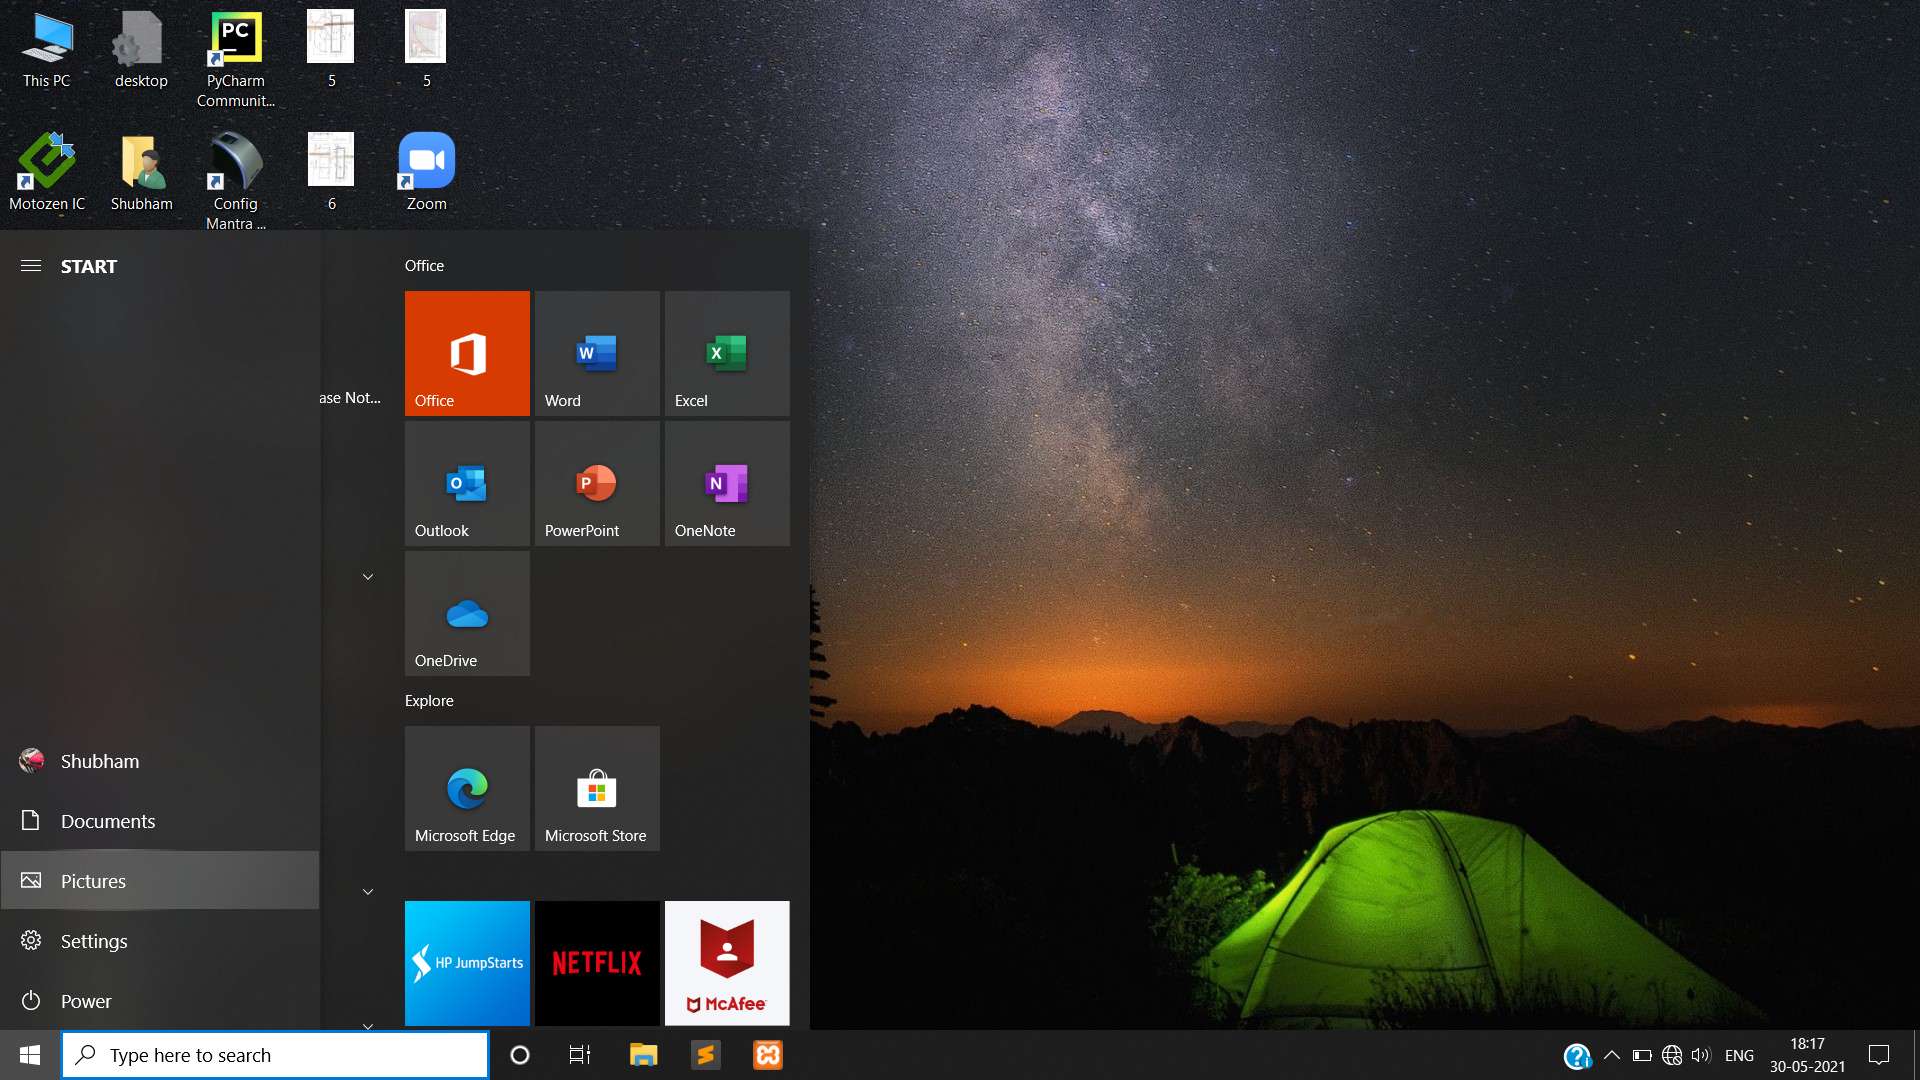 This PC
desktop
PyCharm
Communit...
5
5
Motozen IC
Shubham
Config
Mantra ...
6
Zoom
START
Office
Office
Word
Excel
ase Not...
Outlook
PowerPoint
OneNote
OneDrive
Explore
Microsoft Edge
Microsoft Store
HP JumpStarts
NETFLIX
McAfee
Shubham
Documents
Pictures
Settings
Power
Type here to search
ENG
18:17
30-05-2021